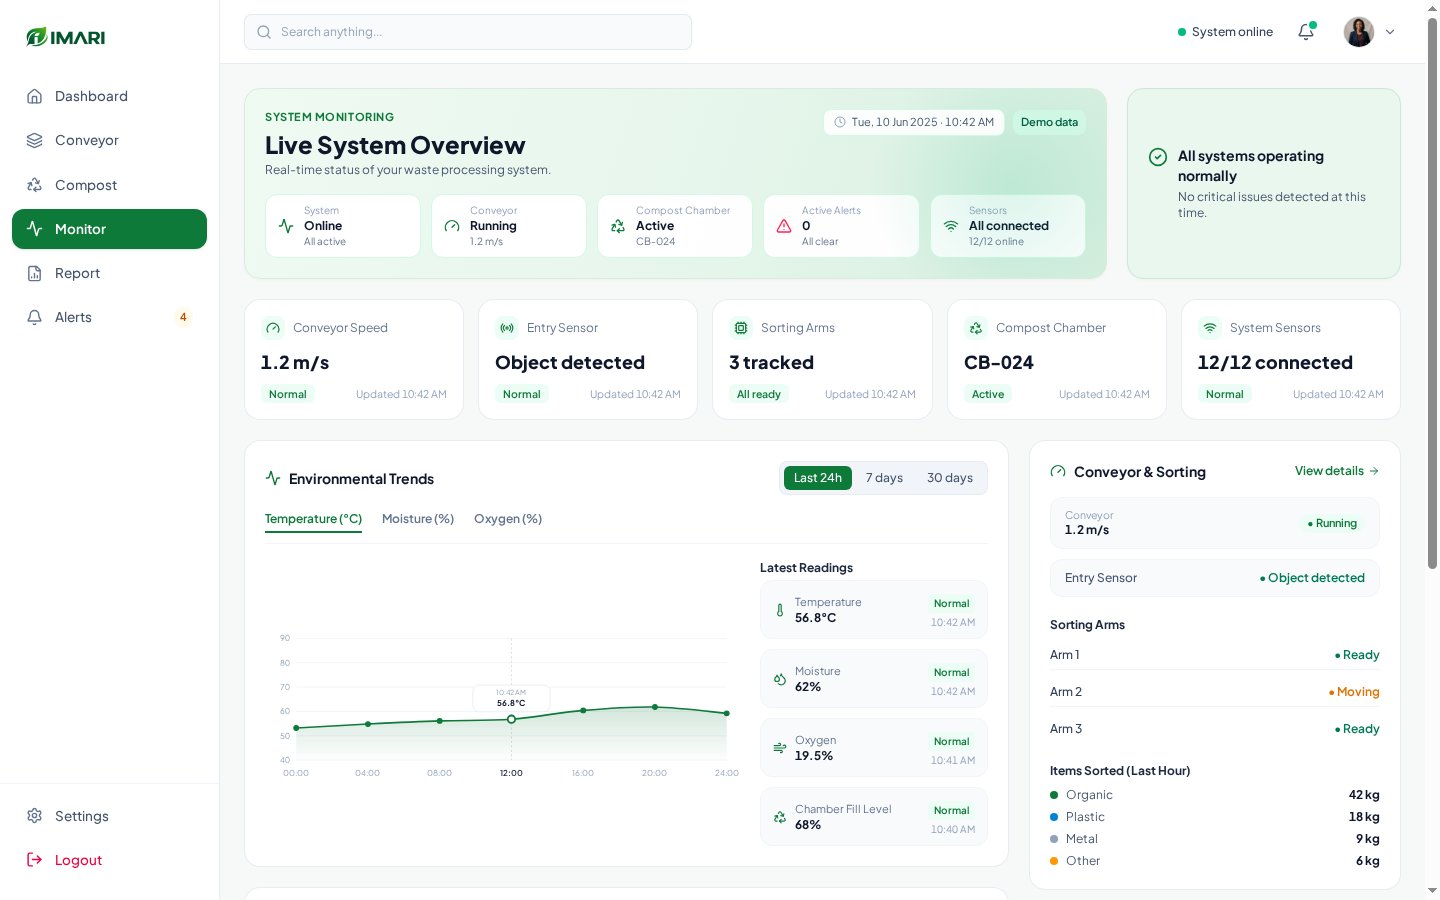 IMARI
Search anything...
System online
Dashboard
Conveyor
Compost
Monitor
Report
Alerts
4
Settings
Logout
SYSTEM MONITORING
Live System Overview
Real-time status of your waste processing system.
Tue, 10 Jun 2025 · 10:42 AM
Demo data
System
Online
All active
Conveyor
Running
1.2 m/s
Compost Chamber
Active
CB-024
Active Alerts
0
All clear
Sensors
All connected
12/12 online
All systems operating
normally
No critical issues detected at this
time.
Conveyor Speed
1.2 m/s
Normal
Updated 10:42 AM
Entry Sensor
Object detected
Normal
Updated 10:42 AM
Sorting Arms
3 tracked
All ready
Updated 10:42 AM
Compost Chamber
CB-024
Active
Updated 10:42 AM
System Sensors
12/12 connected
Normal
Updated 10:42 AM
Environmental Trends
Last 24h
7 days
30 days
Temperature (°C)
Moisture (%)
Oxygen (%)
90
80
70
60
50
40
10:42 AM
56.8°C
00:00
04:00
08:00
12:00
16:00
20:00
24:00
Latest Readings
Temperature
56.8°C
Normal
10:42 AM
Moisture
62%
Normal
10:42 AM
Oxygen
19.5%
Normal
10:41 AM
Chamber Fill Level
68%
Normal
10:40 AM
Conveyor & Sorting
View details →
Conveyor
1.2 m/s
• Running
Entry Sensor
• Object detected
Sorting Arms
Arm 1
• Ready
Arm 2
• Moving
Arm 3
• Ready
Items Sorted (Last Hour)
Organic
42 kg
Plastic
18 kg
Metal
9 kg
Other
6 kg